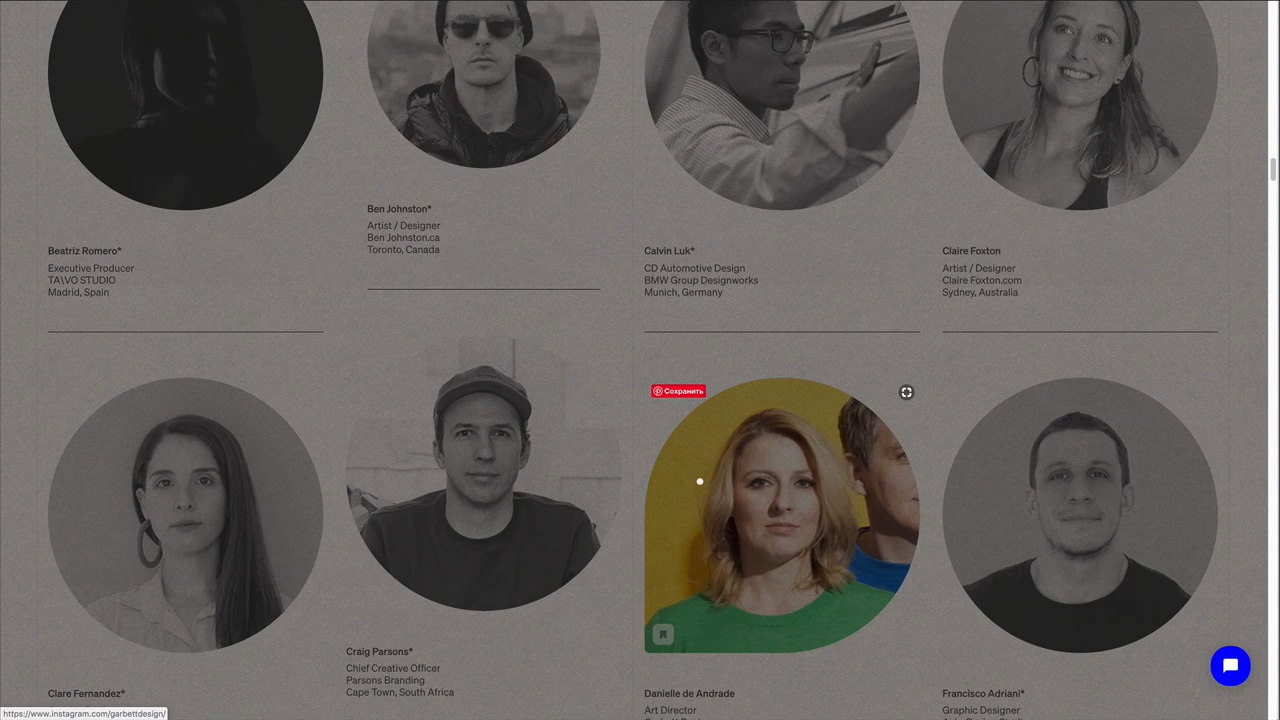 Beatriz Romero*
Executive Producer
TA\VO STUDIO
Madrid, Spain
Ben Johnston*
Artist / Designer
Ben Johnston.ca
Toronto, Canada
Calvin Luk*
CD Automotive Design
BMW Group Designworks
Munich, Germany
Claire Foxton
Artist / Designer
Claire Foxton.com
Sydney, Australia
Clare Fernandez*
Craig Parsons*
Chief Creative Officer
Parsons Branding
Cape Town, South Africa
Сохранить
Danielle de Andrade
Art Director
Francisco Adriani*
Graphic Designer
https://www.instagram.com/garbettdesign/